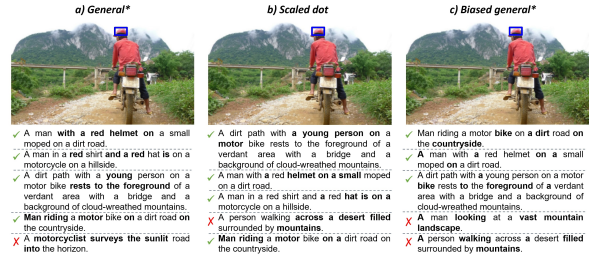 a) General*
✓ A man with a red helmet on a small
moped on a dirt road.
✓ A man in a red shirt and a red hat is on a
motorcycle on a hillside.
✓ A dirt path with a young person on a
motor bike rests to the foreground of a
verdant area with a bridge and a
background of cloud-wreathed mountains.
✓ Man riding a motor bike on a dirt road on
the countryside.
✗ A motorcyclist surveys the sunlit road
into the horizon.
b) Scaled dot
✓ A dirt path with a young person on a
motor bike rests to the foreground of a
verdant area with a bridge and a
background of cloud-wreathed mountains.
✓ A man with a red helmet on a small moped
on a dirt road.
✓ A man in a red shirt and a red hat is on a
motorcycle on a hillside.
✗ A person walking across a desert filled
surrounded by mountains.
✓ Man riding a motor bike on a dirt road on
the countryside.
c) Biased general*
✓ Man riding a motor bike on a dirt road on
the countryside.
✓ A man with a red helmet on a small
moped on a dirt road.
✓ A dirt path with a young person on a motor
bike rests to the foreground of a verdant
area with a bridge and a background of
cloud-wreathed mountains.
✗ A man looking at a vast mountain
landscape.
✗ A person walking across a desert filled
surrounded by mountains.